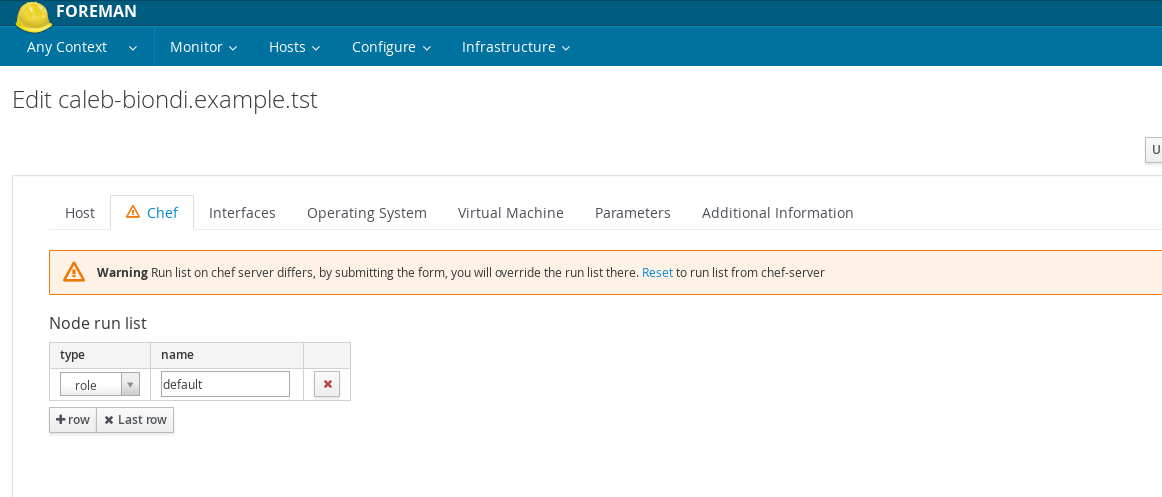 FOREMAN
Any Context Monitor Hosts Configure Infrastructure
Edit caleb-biondi.example.tst
U
Host Chef Interfaces Operating System Virtual Machine Parameters Additional Information
Warning Run list on chef server differs, by submitting the form, you will override the run list there. Reset to run list from chef-server
Node run list
type name
role default
row Last row